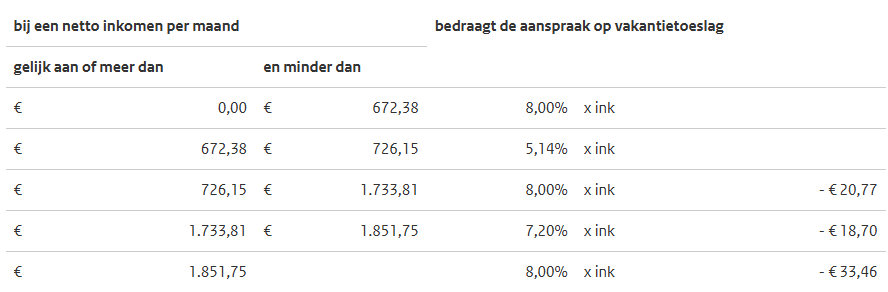 bij een netto inkomen per maand bedraagt de aanspraak op vakantietoeslag
gelijk aan of meer dan en minder dan
€ 0,00 € 672,38 8,00% x ink
€ 672,38 € 726,15 5,14% x ink
€ 726,15 € 1.733,81 8,00% x ink - € 20,77
€ 1.733,81 € 1.851,75 7,20% x ink - € 18,70
€ 1.851,75 8,00% x ink - € 33,46